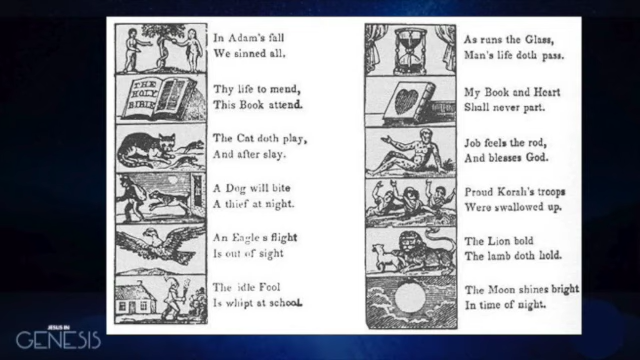 In Adam's fall
We sinned all.
THE
HOLY
BIBLE
Thy life to mend,
This Book attend.
The Cat doth play,
And after slay.
A Dog will bite
A thief at night.
An Eagle s flight
Is out of sight
The idle Fool
Is whipt at school.
As runs the Glass,
Man's life doth pass.
My Book and Heart
Shall never part.
Job feels the rod,
And blesses God.
Proud Korah's troops
Were swallowed up.
The Lion bold
The lamb doth hold.
The Moon shines bright
In time of night.
JESUS IN
GENESIS